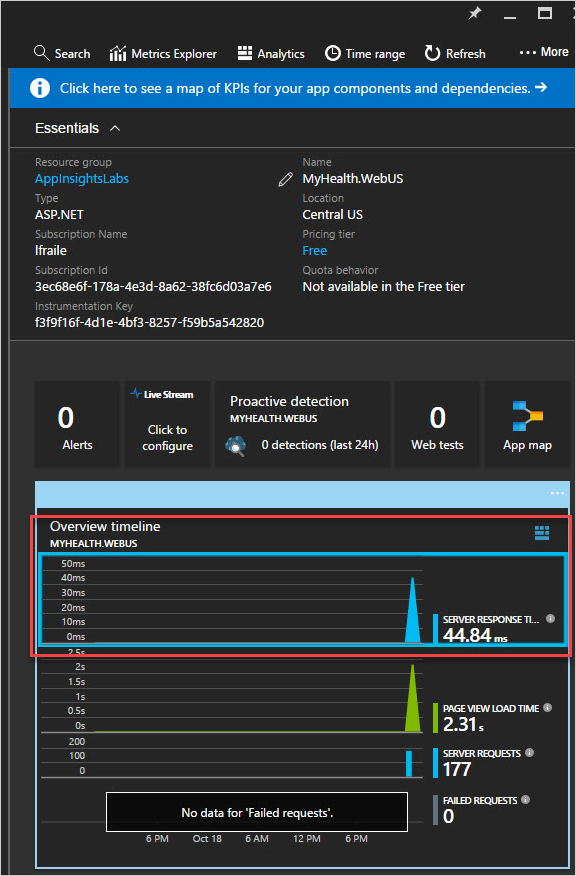 Search Metrics Explorer Analytics Time range Refresh ••• More
Click here to see a map of KPIs for your app components and dependencies. →
Essentials
Resource group
AppInsightsLabs
Name
MyHealth.WebUS
Type
ASP.NET
Location
Central US
Subscription Name
lfraile
Pricing tier
Free
Subscription Id
3ec68e6f-178a-4e3d-8a62-38fc6d03a7e6
Quota behavior
Not available in the Free tier
Instrumentation Key
f3f9f16f-4d1e-4bf3-8257-f59b5a542820
0
Alerts
Live Stream
Click to
configure
Proactive detection
MYHEALTH.WEBUS
0 detections (last 24h)
0
Web tests
App map
Overview timeline
MYHEALTH.WEBUS
50ms
40ms
30ms
20ms
10ms
0ms
SERVER RESPONSE TI...
44.84 ms
2.5s
2s
1.5s
1s
0.5s
0s
PAGE VIEW LOAD TIME
2.31 s
200
100
0
SERVER REQUESTS
177
No data for 'Failed requests'.
FAILED REQUESTS
0
6 PM Oct 18 6 AM 12 PM 6 PM